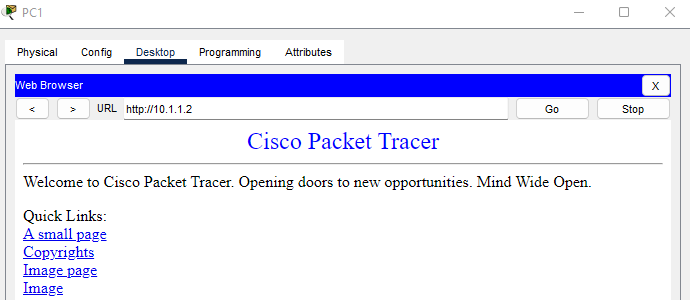 PC1
Physical Config Desktop Programming Attributes
Web Browser X
< > URL http://10.1.1.2 Go Stop
Cisco Packet Tracer
Welcome to Cisco Packet Tracer. Opening doors to new opportunities. Mind Wide Open.
Quick Links:
A small page
Copyrights
Image page
Image